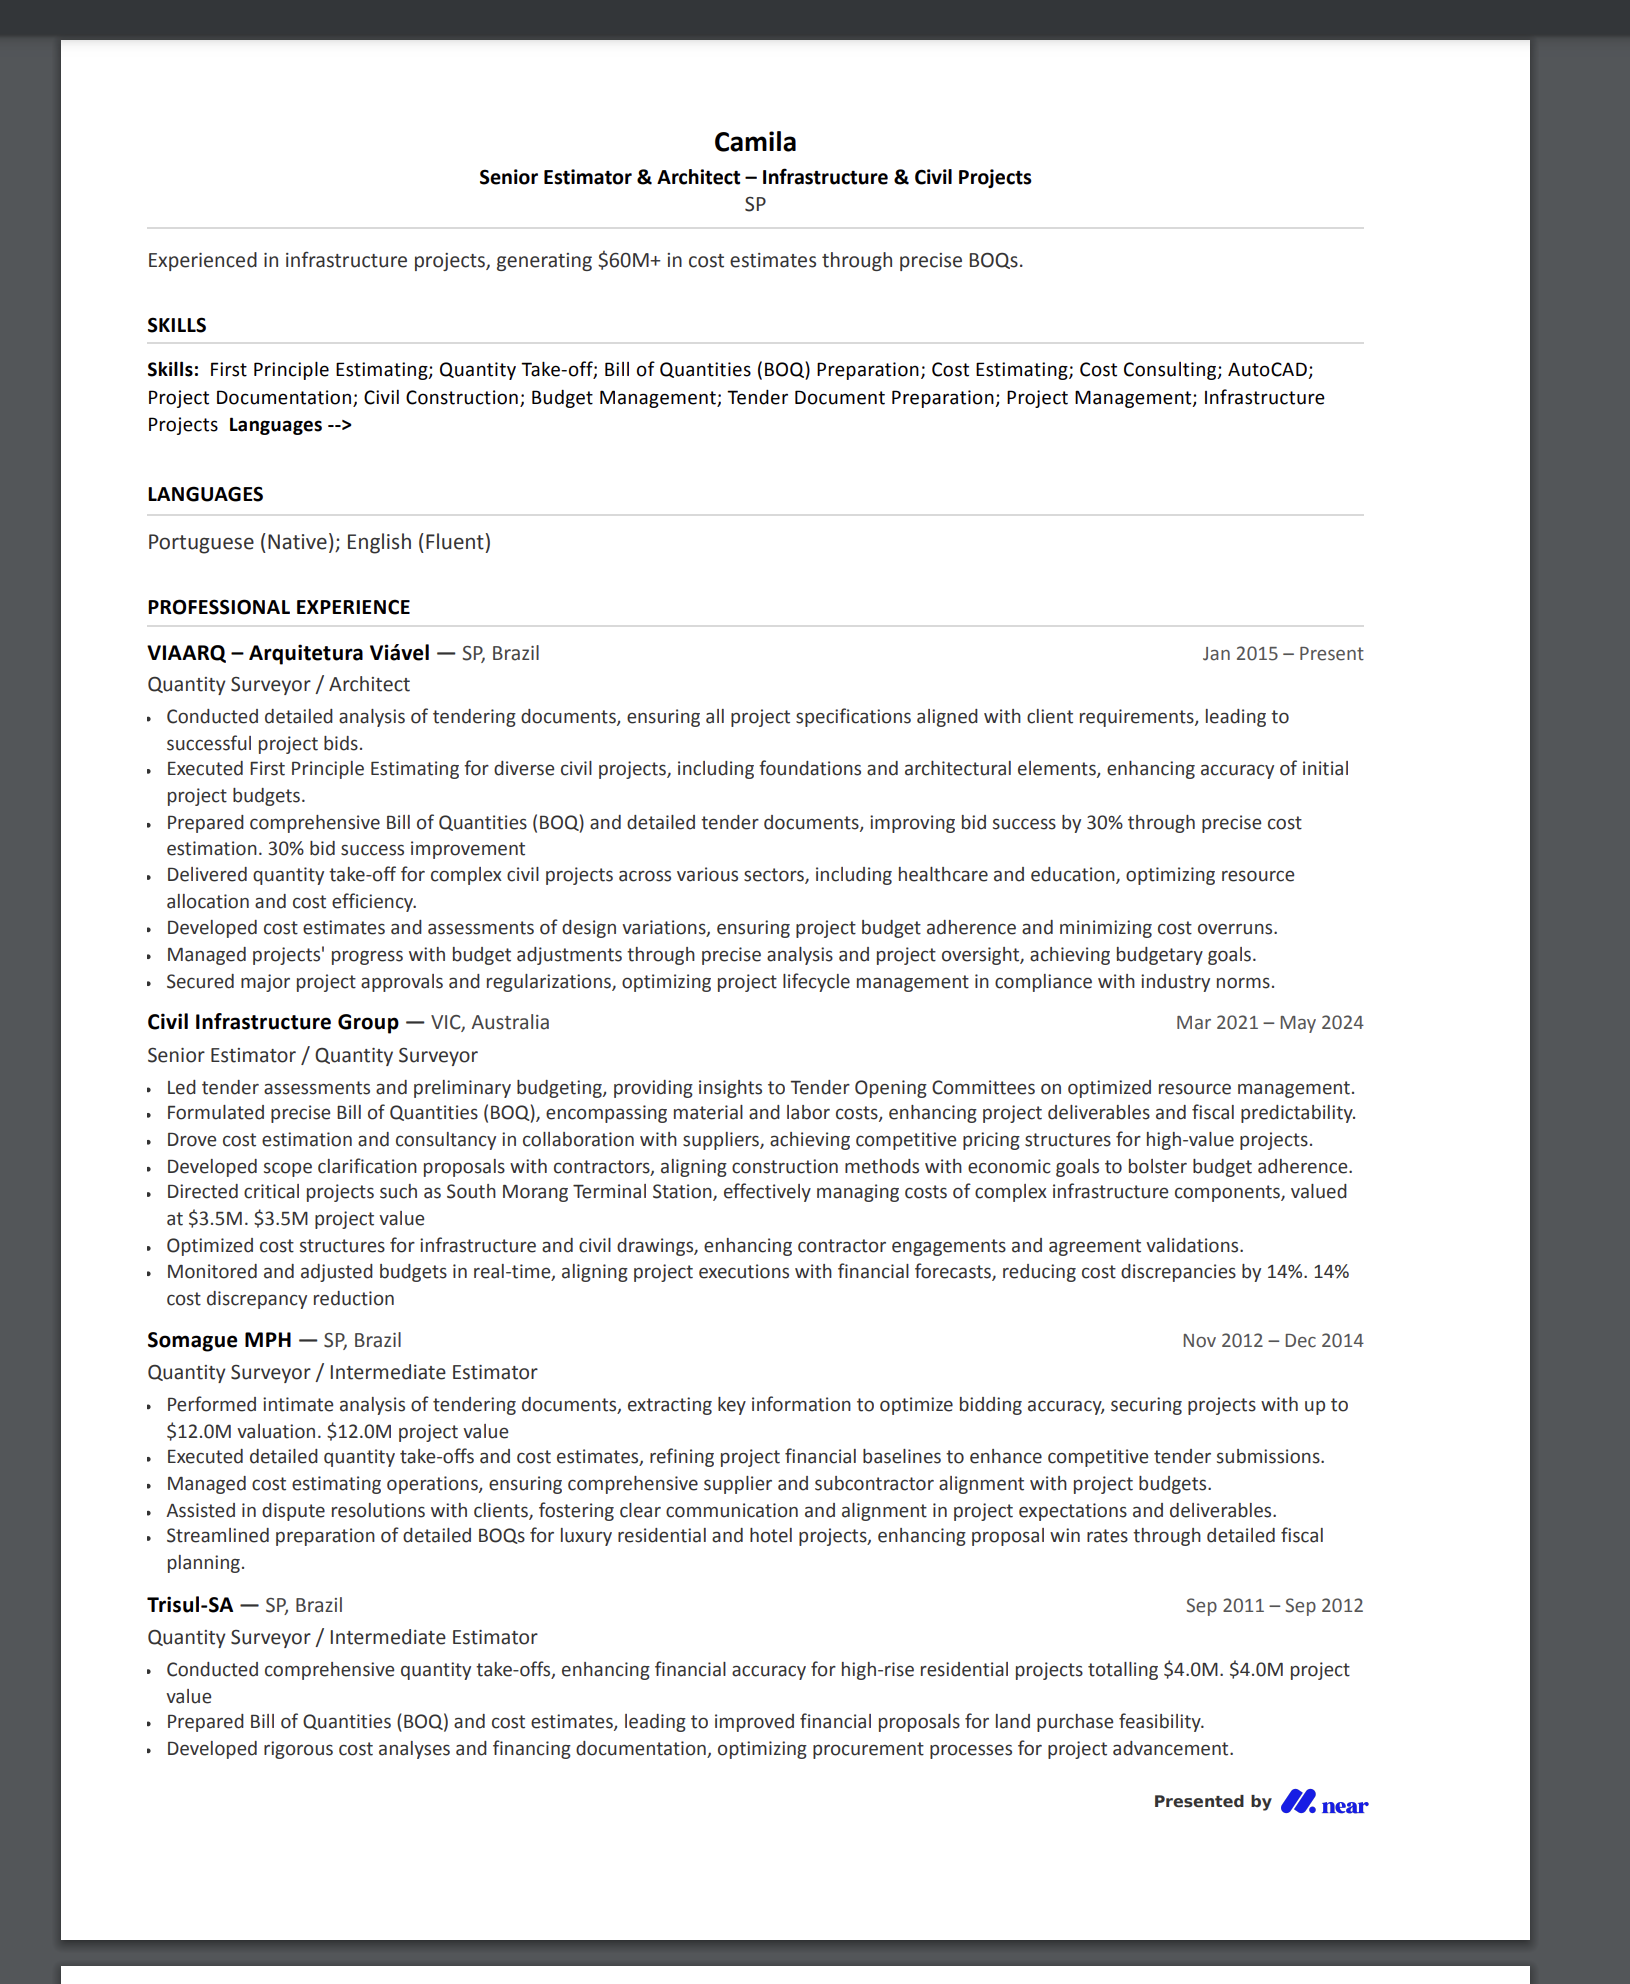 Camila
Senior Estimator & Architect – Infrastructure & Civil Projects
SP
Experienced in infrastructure projects, generating $60M+ in cost estimates through precise BOQs.
SKILLS
Skills: First Principle Estimating; Quantity Take-off; Bill of Quantities (BOQ) Preparation; Cost Estimating; Cost Consulting; AutoCAD;
Project Documentation; Civil Construction; Budget Management; Tender Document Preparation; Project Management; Infrastructure
Projects Languages -->
LANGUAGES
Portuguese (Native); English (Fluent)
PROFESSIONAL EXPERIENCE
VIAARQ – Arquitetura Viável — SP, Brazil Jan 2015 – Present
Quantity Surveyor / Architect
• Conducted detailed analysis of tendering documents, ensuring all project specifications aligned with client requirements, leading to
successful project bids.
• Executed First Principle Estimating for diverse civil projects, including foundations and architectural elements, enhancing accuracy of initial
project budgets.
• Prepared comprehensive Bill of Quantities (BOQ) and detailed tender documents, improving bid success by 30% through precise cost
estimation. 30% bid success improvement
• Delivered quantity take-off for complex civil projects across various sectors, including healthcare and education, optimizing resource
allocation and cost efficiency.
• Developed cost estimates and assessments of design variations, ensuring project budget adherence and minimizing cost overruns.
• Managed projects' progress with budget adjustments through precise analysis and project oversight, achieving budgetary goals.
• Secured major project approvals and regularizations, optimizing project lifecycle management in compliance with industry norms.
Civil Infrastructure Group — VIC, Australia Mar 2021 – May 2024
Senior Estimator / Quantity Surveyor
• Led tender assessments and preliminary budgeting, providing insights to Tender Opening Committees on optimized resource management.
• Formulated precise Bill of Quantities (BOQ), encompassing material and labor costs, enhancing project deliverables and fiscal predictability.
• Drove cost estimation and consultancy in collaboration with suppliers, achieving competitive pricing structures for high-value projects.
• Developed scope clarification proposals with contractors, aligning construction methods with economic goals to bolster budget adherence.
• Directed critical projects such as South Morang Terminal Station, effectively managing costs of complex infrastructure components, valued
at $3.5M. $3.5M project value
• Optimized cost structures for infrastructure and civil drawings, enhancing contractor engagements and agreement validations.
• Monitored and adjusted budgets in real-time, aligning project executions with financial forecasts, reducing cost discrepancies by 14%. 14%
cost discrepancy reduction
Somague MPH — SP, Brazil Nov 2012 – Dec 2014
Quantity Surveyor / Intermediate Estimator
• Performed intimate analysis of tendering documents, extracting key information to optimize bidding accuracy, securing projects with up to
$12.0M valuation. $12.0M project value
• Executed detailed quantity take-offs and cost estimates, refining project financial baselines to enhance competitive tender submissions.
• Managed cost estimating operations, ensuring comprehensive supplier and subcontractor alignment with project budgets.
• Assisted in dispute resolutions with clients, fostering clear communication and alignment in project expectations and deliverables.
• Streamlined preparation of detailed BOQs for luxury residential and hotel projects, enhancing proposal win rates through detailed fiscal
planning.
Trisul-SA — SP, Brazil Sep 2011 – Sep 2012
Quantity Surveyor / Intermediate Estimator
• Conducted comprehensive quantity take-offs, enhancing financial accuracy for high-rise residential projects totalling $4.0M. $4.0M project
value
• Prepared Bill of Quantities (BOQ) and cost estimates, leading to improved financial proposals for land purchase feasibility.
• Developed rigorous cost analyses and financing documentation, optimizing procurement processes for project advancement.
Presented by near